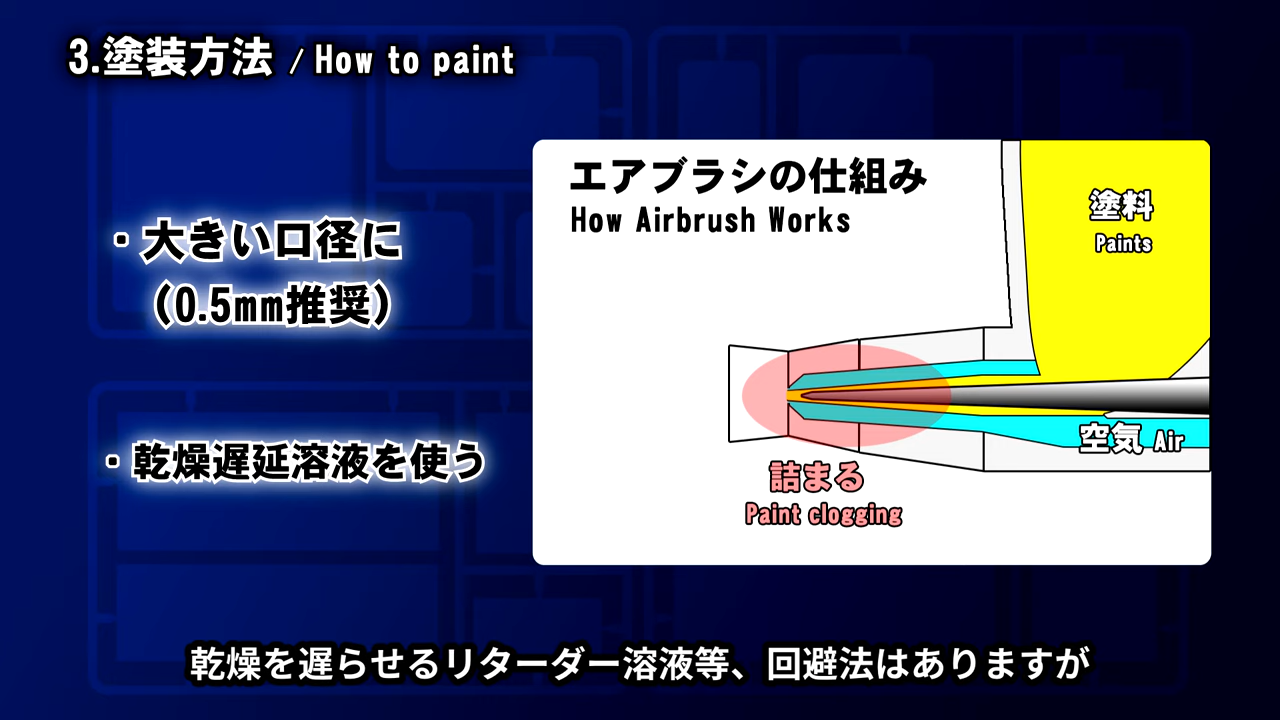 3.塗装方法 / How to paint
・大きい口径に
（0.5mm推奨）
・乾燥遅延溶液を使う
エアブラシの仕組み
How Airbrush Works
塗料
Paints
空気 Air
詰まる
Paint clogging
乾燥を遅らせるリターダー溶液等、回避法はありますが